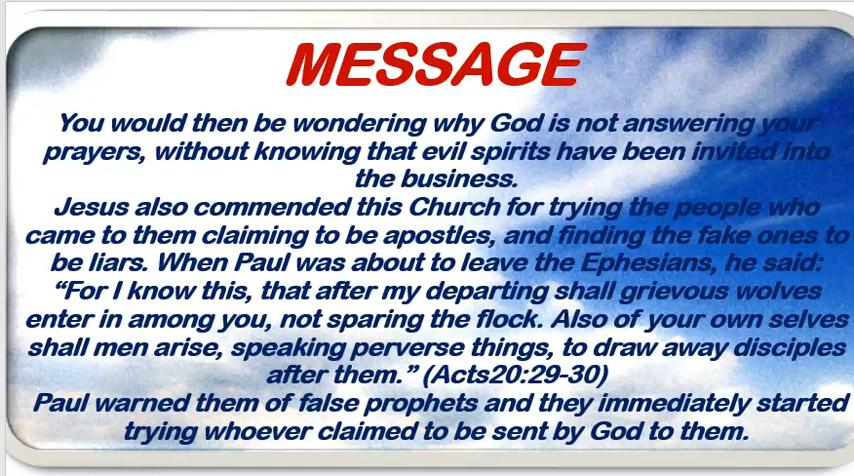 MESSAGE
You would then be wondering why God is not answering your
prayers, without knowing that evil spirits have been invited into
the business.
Jesus also commended this Church for trying the people who
came to them claiming to be apostles, and finding the fake ones to
be liars. When Paul was about to leave the Ephesians, he said:
“For I know this, that after my departing shall grievous wolves
enter in among you, not sparing the flock. Also of your own selves
shall men arise, speaking perverse things, to draw away disciples
after them.” (Acts20:29-30)
Paul warned them of false prophets and they immediately started
trying whoever claimed to be sent by God to them.